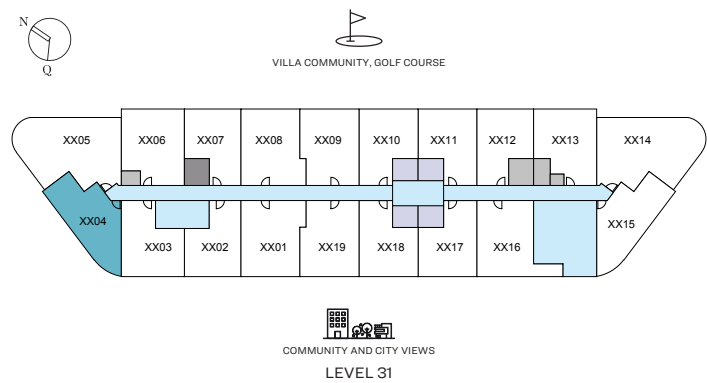 N
Q
VILLA COMMUNITY, GOLF COURSE
XX05 XX06 XX07 XX08 XX09 XX10 XX11 XX12 XX13 XX14
XX04 XX15
XX03 XX02 XX01 XX19 XX18 XX17 XX16
COMMUNITY AND CITY VIEWS
LEVEL 31